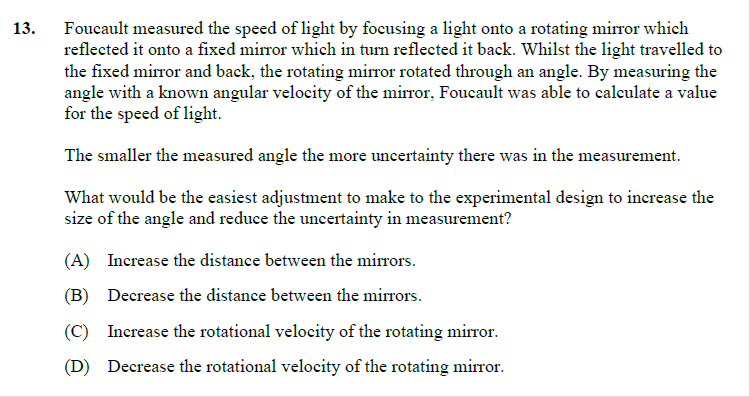 13. Foucault measured the speed of light by focusing a light onto a rotating mirror which
reflected it onto a fixed mirror which in turn reflected it back. Whilst the light travelled to
the fixed mirror and back, the rotating mirror rotated through an angle. By measuring the
angle with a known angular velocity of the mirror, Foucault was able to calculate a value
for the speed of light.
The smaller the measured angle the more uncertainty there was in the measurement.
What would be the easiest adjustment to make to the experimental design to increase the
size of the angle and reduce the uncertainty in measurement?
(A) Increase the distance between the mirrors.
(B) Decrease the distance between the mirrors.
(C) Increase the rotational velocity of the rotating mirror.
(D) Decrease the rotational velocity of the rotating mirror.